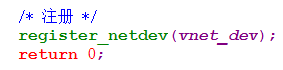 /* 注册 */
register_netdev(vnet_dev);
return 0;